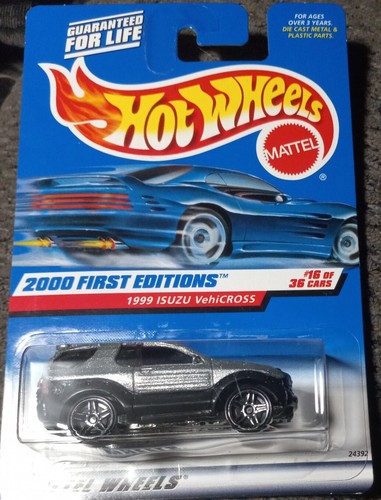 GUARANTEED
FOR LIFE
FOR AGES
OVER 3 YEARS.
DIE CAST METAL &
PLASTIC PARTS.
Hot Wheels
MATTEL
®
2000 FIRST EDITIONS™
1999 ISUZU VehiCROSS
#16 OF
36 CARS
24392
WHEELS®